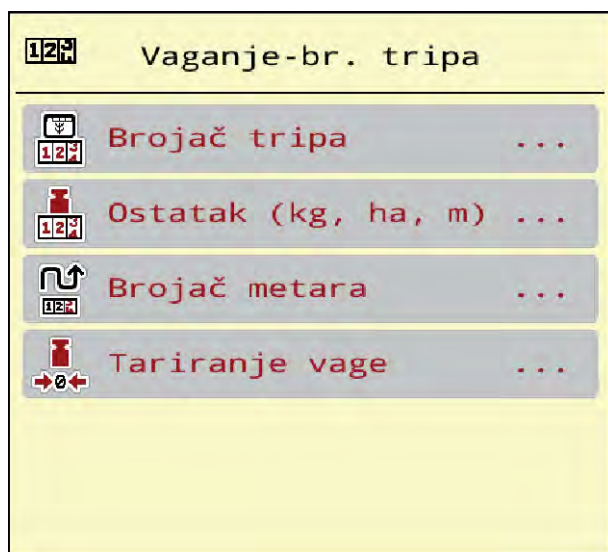 Vaganje-br. tripa
Brojač tripa ...
Ostatak (kg, ha, m) ...
Brojač metara ...
Tariranje vage ...